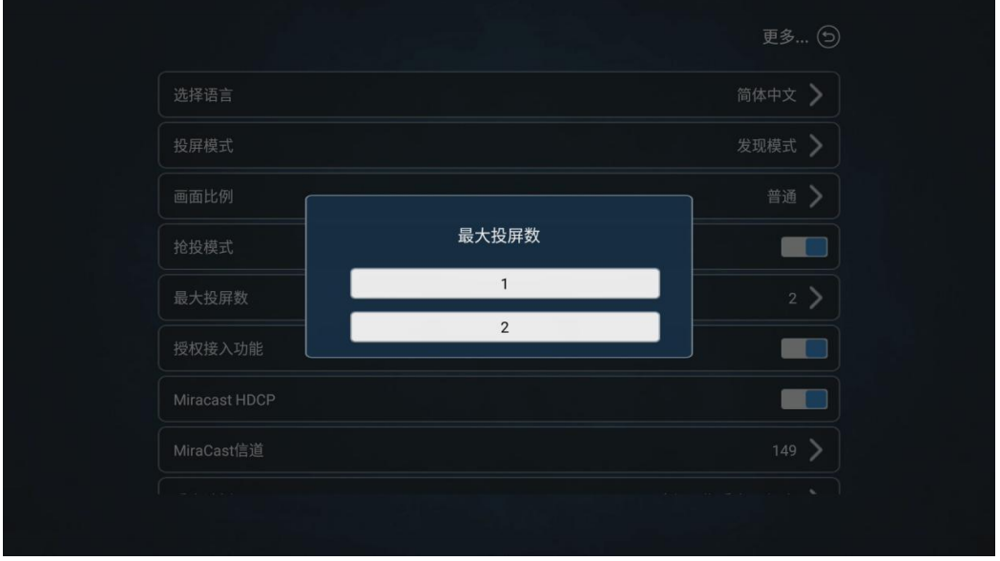 更多...
选择语言 简体中文
投屏模式 发现模式
画面比例 普通
最大投屏数
抢投模式
1
最大投屏数 2
2
授权接入功能
Miracast HDCP
MiraCast信道 149